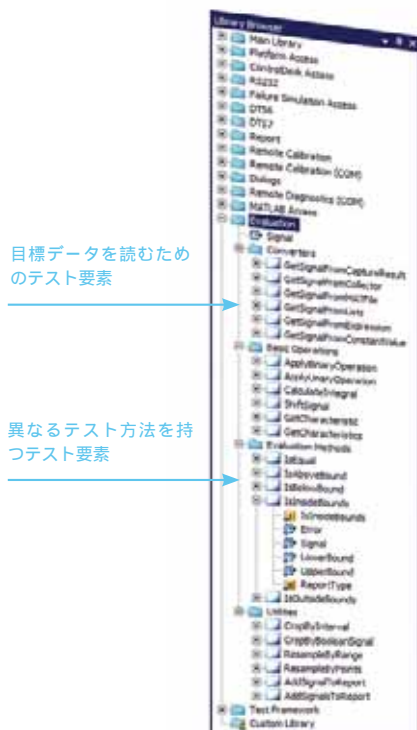 Library Browser
Main Library
Platform Access
ControlDesk Access
RS232
Failure Simulation Access
DTS6
DTS7
Report
Remote Calibration
Remote Calibration (COM)
Dialogs
Remote Diagnostics (COM)
MATLAB Access
Evaluation
Signal
Converters
GetSignalFromCaptureResult
GetSignalFromCollector
GetSignalFromMATFile
GetSignalFromLists
GetSignalFromExpression
GetSignalFromConstantValue
Basic Operations
ApplyBinaryOperation
ApplyUnaryOperation
CalculateIntegral
ShiftSignal
GetCharacteristic
GetCharacteristics
Evaluation Methods
IsEqual
IsAboveBound
IsBelowBound
IsInsideBounds
IsInsideBounds
Error
Signal
LowerBound
UpperBound
ReportType
IsOutsideBounds
Utilities
CropByInterval
CropByBooleanSignal
ResampleByRange
ResampleByPoints
AddSignalToReport
AddSignalsToReport
Test Framework
Custom Library
目標データを読むため
のテスト要素
異なるテスト方法を持
つテスト要素